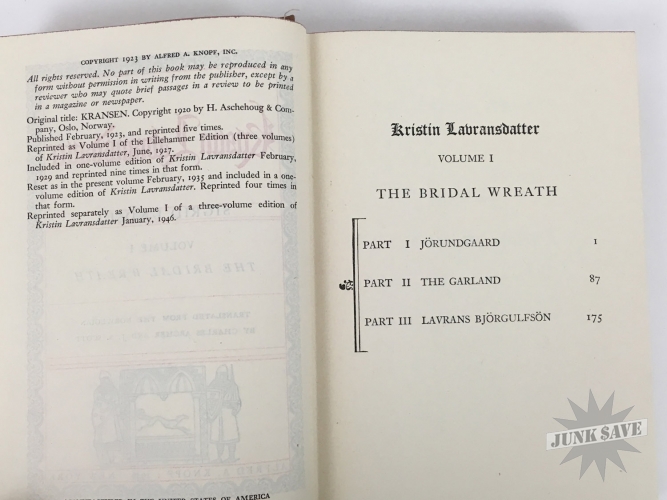 COPYRIGHT 1923 BY ALFRED A. KNOPF, INC.
All rights reserved. No part of this book may be reproduced in any
form without permission in writing from the publisher, except by a
reviewer who may quote brief passages in a review to be printed
in a magazine or newspaper.
Original title: KRANSEN. Copyright 1920 by H. Aschehoug & Com-
pany, Oslo, Norway.
Published February, 1923, and reprinted five times.
Reprinted as Volume I of the Lillehammer Edition (three volumes)
of Kristin Lavransdatter, June, 1927.
Included in one-volume edition of Kristin Lavransdatter February,
1929 and reprinted nine times in that form.
Reset as in the present volume February, 1935 and included in a one-
volume edition of Kristin Lavransdatter. Reprinted four times in
that form.
Reprinted separately as Volume I of a three-volume edition of
Kristin Lavransdatter January, 1946.
UNITED STATES OF AMERICA
Kristin Lavransdatter
VOLUME I
THE BRIDAL WREATH
PART I JÖRUNDGAARD 1
PART II THE GARLAND 87
PART III LAVRANS BJÖRGULFSÖN 175
JUNK SAVE